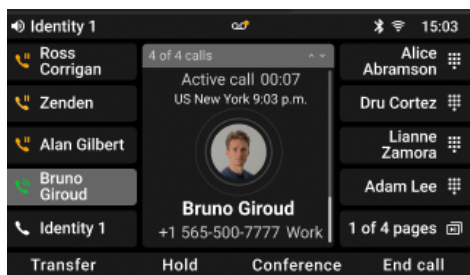 Identity 1
15:03
Ross
Corrigan
Zenden
Alan Gilbert
Bruno
Giroud
Identity 1
4 of 4 calls
Active call 00:07
US New York 9:03 p.m.
Bruno Giroud
+1 565-500-7777 Work
Alice
Abramson
Dru Cortez
Lianne
Zamora
Adam Lee
1 of 4 pages
Transfer
Hold
Conference
End call